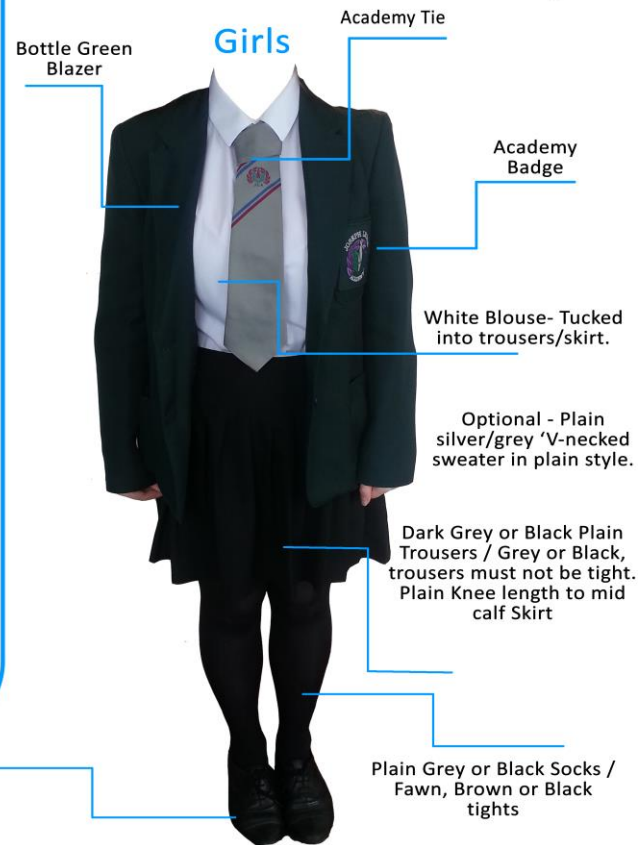 Girls
Academy Tie
Bottle Green
Blazer
Academy
Badge
White Blouse- Tucked
into trousers/skirt.
Optional - Plain
silver/grey ‘V-necked
sweater in plain style.
Dark Grey or Black Plain
Trousers / Grey or Black,
trousers must not be tight.
Plain Knee length to mid
calf Skirt
Plain Grey or Black Socks /
Fawn, Brown or Black
tights